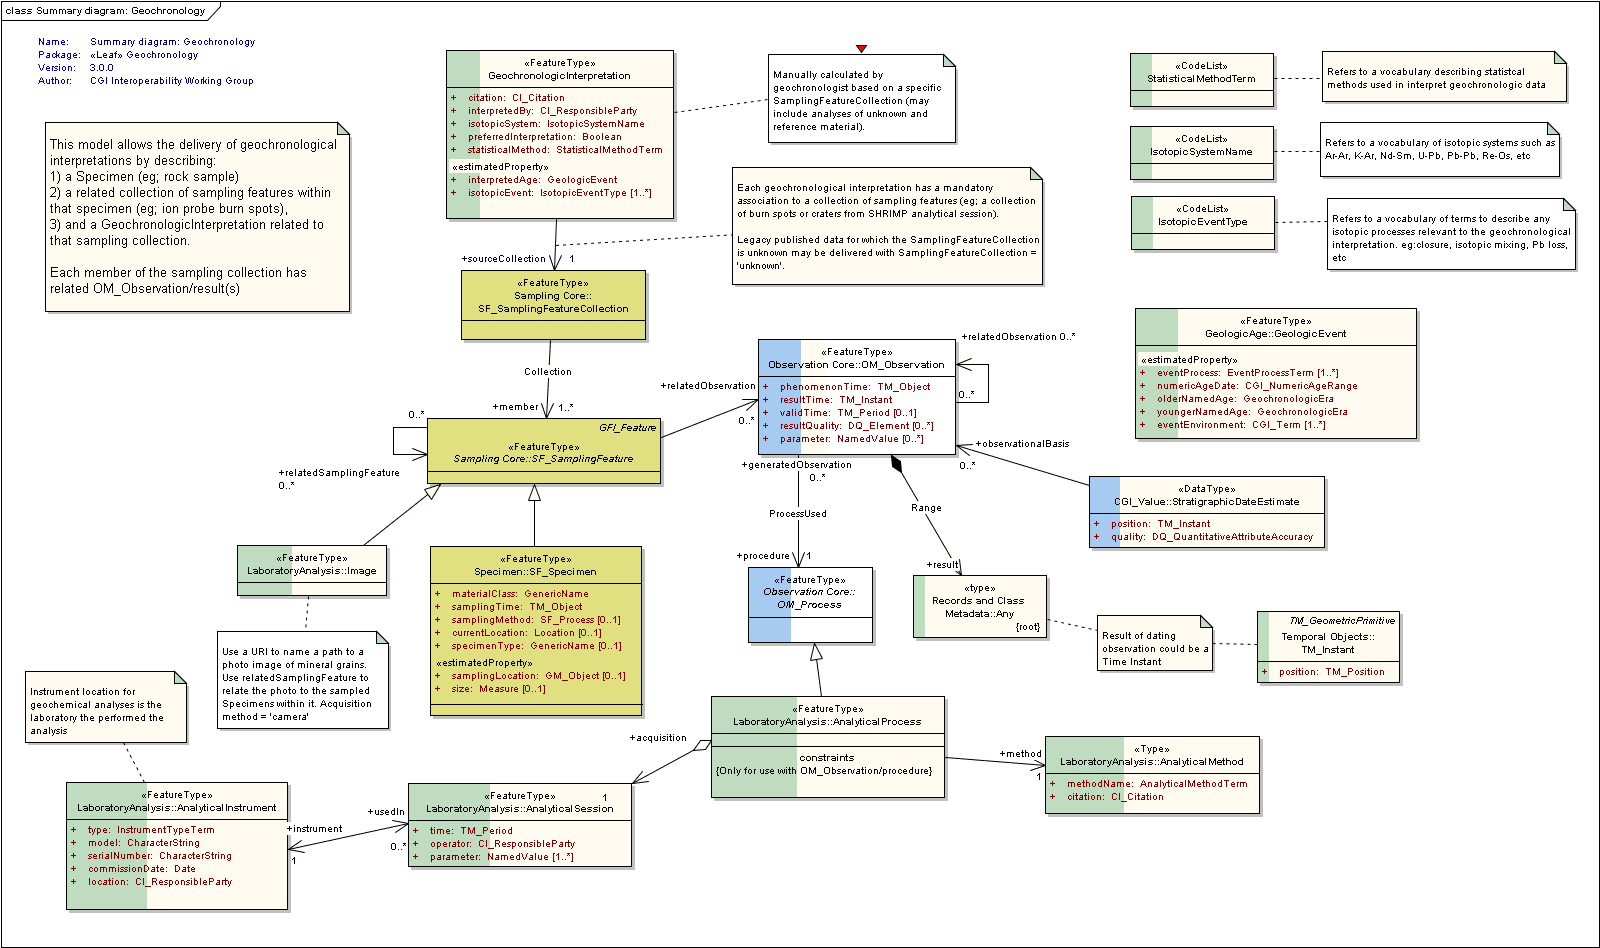 class Summary diagram: Geochronology
Name: Summary diagram: Geochronology
Package: «Leaf» Geochronology
Version: 3.0.0
Author: CGI Interoperability Working Group
This model allows the delivery of geochronological
interpretations by describing:
1) a Specimen (eg; rock sample)
2) a related collection of sampling features within
that specimen (eg; ion probe burn spots),
3) and a GeochronologicInterpretation related to
that sampling collection.
Each member of the sampling collection has
related OM_Observation/result(s)
«FeatureType»
GeochronologicInterpretation
+ citation: CI_Citation
+ interpretedBy: CI_ResponsibleParty
+ isotopicSystem: IsotopicSystemName
+ preferredInterpretation: Boolean
+ statisticalMethod: StatisticalMethodTerm
«estimatedProperty»
+ interpretedAge: GeologicEvent
+ isotopicEvent: IsotopicEventType [1..*]
Manually calculated by
geochronologist based on a specific
SamplingFeatureCollection (may
include analyses of unknown and
reference material).
Each geochronological interpretation has a mandatory
association to a collection of sampling features (eg; a collection
of burn spots or craters from SHRIMP analytical session).
Legacy published data for which the SamplingFeatureCollection
is unknown may be delivered with SamplingFeatureCollection =
'unknown'.
«CodeList»
StatisticalMethodTerm
Refers to a vocabulary describing statistcal
methods used in interpret geochronologic data
«CodeList»
IsotopicSystemName
Refers to a vocabulary of isotopic systems such as
Ar-Ar, K-Ar, Nd-Sm, U-Pb, Pb-Pb, Re-Os, etc
«CodeList»
IsotopicEventType
Refers to a vocabulary of terms to describe any
isotopic processes relevant to the geochronological
interpretation. eg:closure, isotopic mixing, Pb loss,
etc
+sourceCollection 1
«FeatureType»
Sampling Core::
SF_SamplingFeatureCollection
Collection
+member 1..*
«FeatureType»
GeologicAge::GeologicEvent
«estimatedProperty»
+ eventProcess: EventProcessTerm [1..*]
+ numericAgeDate: CGI_NumericAgeRange
+ olderNamedAge: GeochronologicEra
+ youngerNamedAge: GeochronologicEra
+ eventEnvironment: CGI_Term [1..*]
+relatedObservation 0..*
0..*
«FeatureType»
Observation Core::OM_Observation
+ phenomenonTime: TM_Object
+ resultTime: TM_Instant
+ validTime: TM_Period [0..1]
+ resultQuality: DQ_Element [0..*]
+ parameter: NamedValue [0..*]
+relatedObservation
0..*
0..*
+relatedSamplingFeature
0..*
GFI_Feature
«FeatureType»
Sampling Core::SF_SamplingFeature
+observationalBasis
0..*
«DataType»
CGI_Value::StratigraphicDateEstimate
+ position: TM_Instant
+ quality: DQ_QuantitativeAttributeAccuracy
+generatedObservation
0..*
ProcessUsed
+procedure 1
Range
+result
«FeatureType»
LaboratoryAnalysis::Image
«FeatureType»
Specimen::SF_Specimen
+ materialClass: GenericName
+ samplingTime: TM_Object
+ samplingMethod: SF_Process [0..1]
+ currentLocation: Location [0..1]
+ specimenType: GenericName [0..1]
«estimatedProperty»
+ samplingLocation: GM_Object [0..1]
+ size: Measure [0..1]
«FeatureType»
Observation Core::
OM_Process
«type»
Records and Class
Metadata::Any
{root}
Result of dating
observation could be a
Time Instant
TM_GeometricPrimitive
Temporal Objects::
TM_Instant
+ position: TM_Position
Use a URI to name a path to a
photo image of mineral grains.
Use relatedSamplingFeature to
relate the photo to the sampled
Specimens within it. Acquisition
method = 'camera'
Instrument location for
geochemical analyses is the
laboratory the performed the
analysis
«FeatureType»
LaboratoryAnalysis::AnalyticalProcess
constraints
{Only for use with OM_Observation/procedure}
+acquisition
1
+method
1
«Type»
LaboratoryAnalysis::AnalyticalMethod
+ methodName: AnalyticalMethodTerm
+ citation: CI_Citation
«FeatureType»
LaboratoryAnalysis::AnalyticalInstrument
+ type: InstrumentTypeTerm
+ model: CharacterString
+ serialNumber: CharacterString
+ commissionDate: Date
+ location: CI_ResponsibleParty
+instrument
1
+usedIn
0..*
«FeatureType»
LaboratoryAnalysis::AnalyticalSession
+ time: TM_Period
+ operator: CI_ResponsibleParty
+ parameter: NamedValue [1..*]